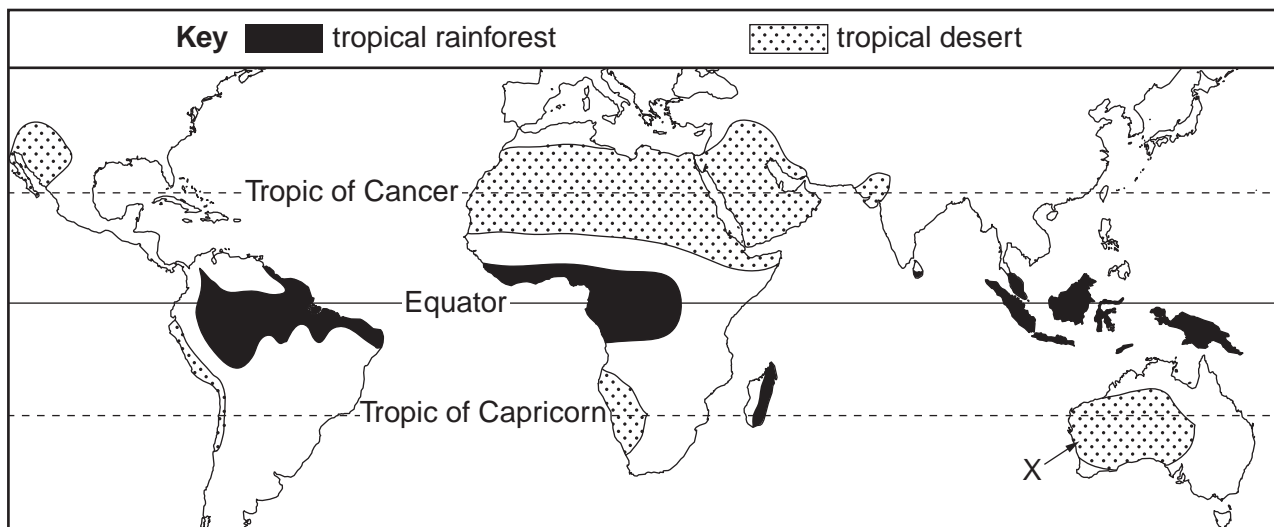 Key tropical rainforest tropical desert
Tropic of Cancer
Equator
Tropic of Capricorn
X